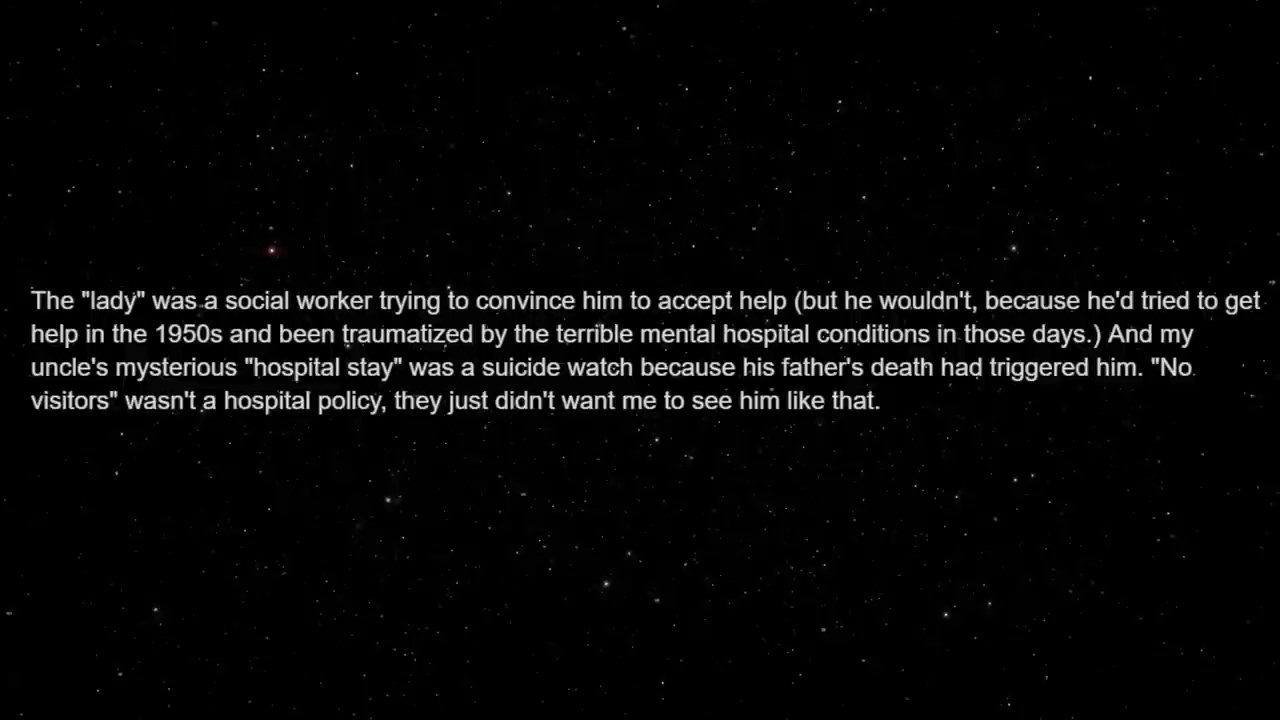 The "lady" was a social worker trying to convince him to accept help (but he wouldn't, because he'd tried to get
help in the 1950s and been traumatized by the terrible mental hospital conditions in those days.) And my
uncle's mysterious "hospital stay" was a suicide watch because his father's death had triggered him. "No
visitors" wasn't a hospital policy, they just didn't want me to see him like that.